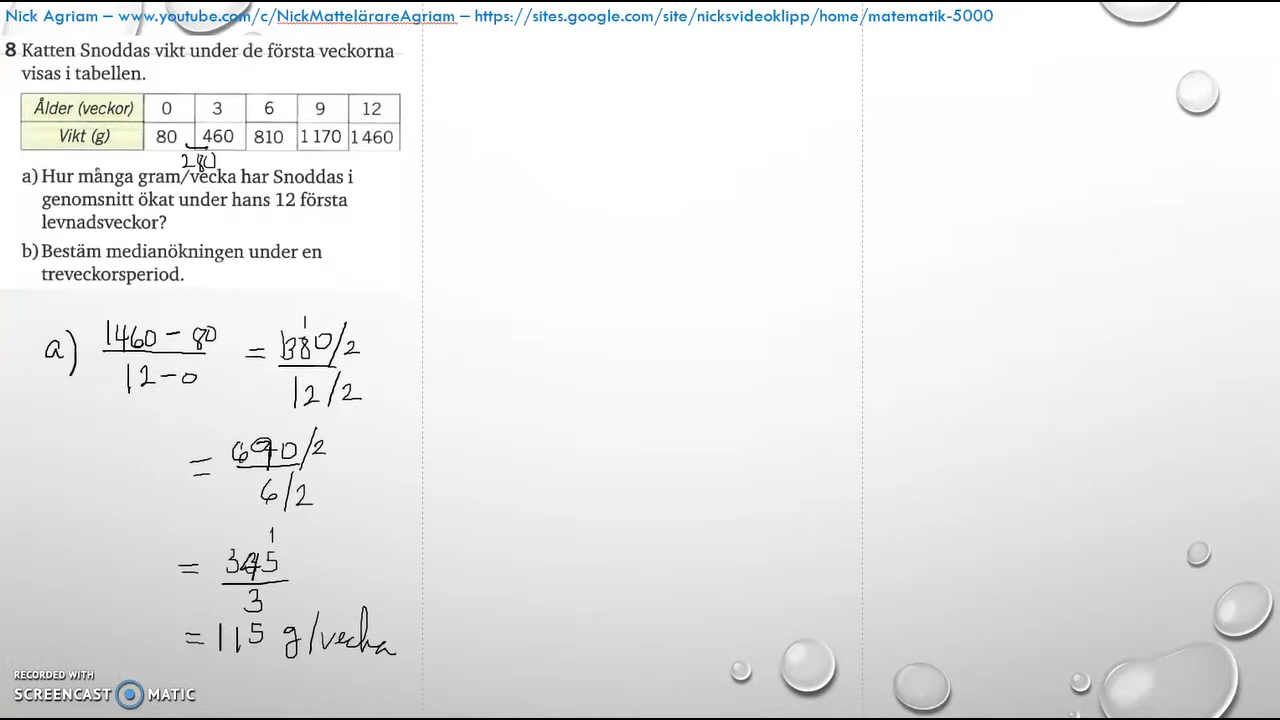 Nick Agriam – www.youtube.com/c/NickMattelärareAgriam – https://sites.google.com/site/nicksvideoklipp/home/matematik-5000
8 Katten Snoddas vikt under de första veckorna
visas i tabellen.
Ålder (veckor) 0 3 6 9 12
Vikt (g) 80 460 810 1 170 1 460
280
a) Hur många gram/vecka har Snoddas i
genomsnitt ökat under hans 12 första
levnadsveckor?
b) Bestäm medianökningen under en
treveckorsperiod.
1
a) 1460 - 80 = 1380/2
12 - 0 12/2
= 690/2
6/2
1
= 345
3
= 115 g/vecka
RECORDED WITH
SCREENCAST MATIC